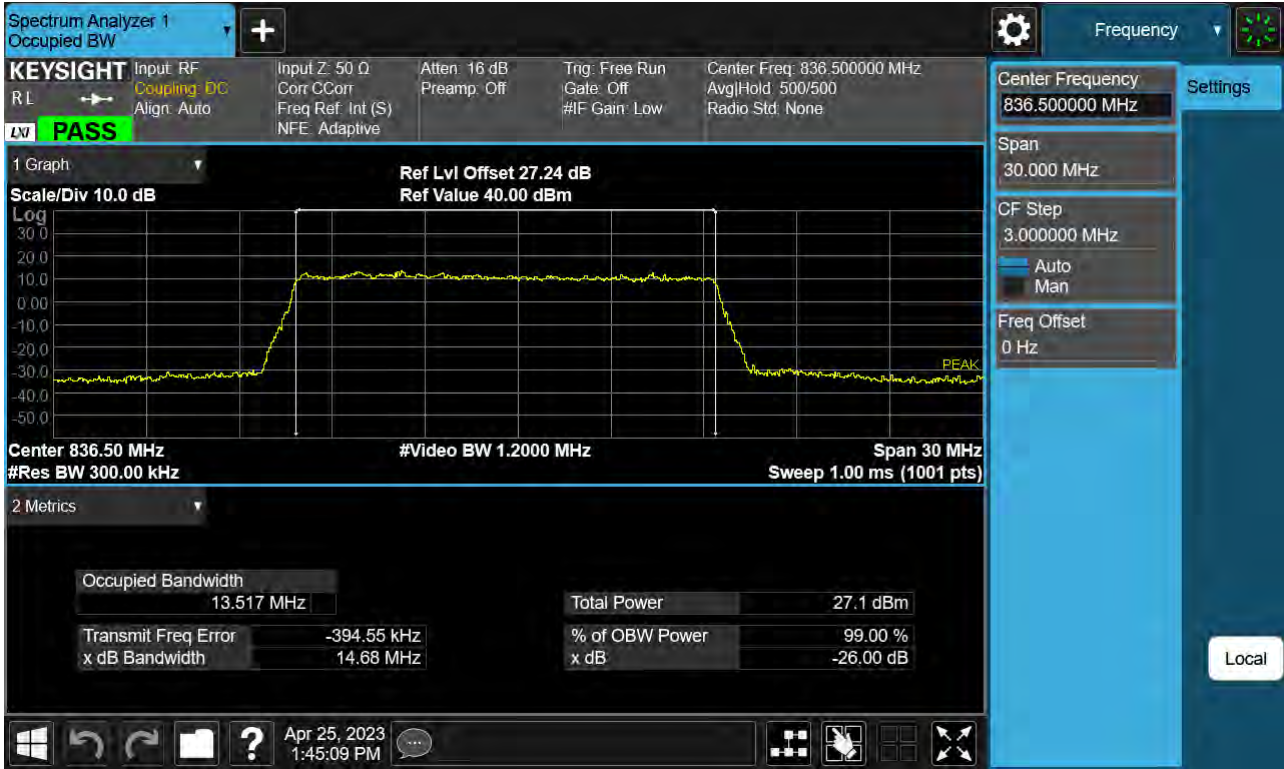 Spectrum Analyzer 1
Occupied BW
Frequency
KEYSIGHT
RL
LXI
PASS
Input: RF
Coupling: DC
Align: Auto
Input Z: 50 Ω
Corr CCorr
Freq Ref: Int (S)
NFE: Adaptive
Atten: 16 dB
Preamp: Off
Trig: Free Run
Gate: Off
#IF Gain: Low
Center Freq: 836.500000 MHz
Avg|Hold: 500/500
Radio Std: None
1 Graph
Scale/Div 10.0 dB
Ref Lvl Offset 27.24 dB
Ref Value 40.00 dBm
Log
30.0
20.0
10.0
0.00
-10.0
-20.0
-30.0
-40.0
-50.0
PEAK
Center 836.50 MHz
#Video BW 1.2000 MHz
Span 30 MHz
#Res BW 300.00 kHz
Sweep 1.00 ms (1001 pts)
2 Metrics
Occupied Bandwidth
13.517 MHz
Total Power 27.1 dBm
Transmit Freq Error -394.55 kHz
% of OBW Power 99.00 %
x dB Bandwidth 14.68 MHz
x dB -26.00 dB
Center Frequency
836.500000 MHz
Settings
Span
30.000 MHz
CF Step
3.000000 MHz
Auto
Man
Freq Offset
0 Hz
Local
Apr 25, 2023
1:45:09 PM